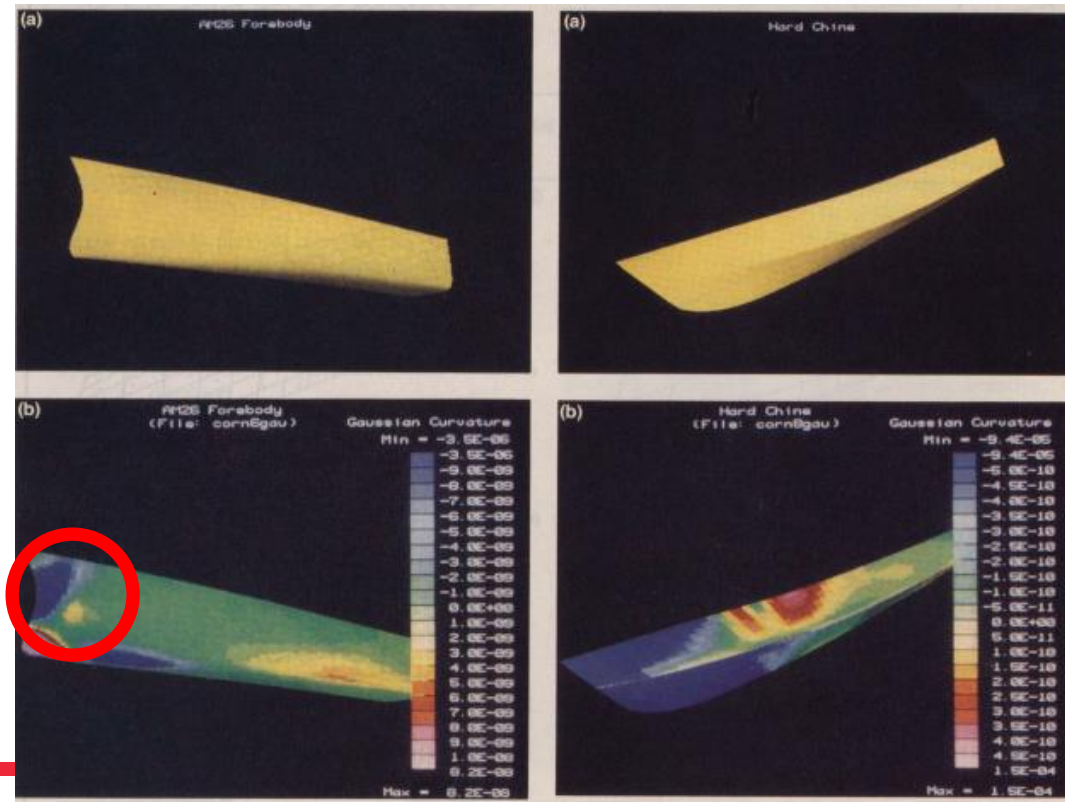 (a)
AM26 Forebody
(a)
Hard Chine
(b)
AM26 Forebody
(File: corn6gau)
Gaussian Curvature
Min = -3.5E-06
-3.5E-06
-9.0E-09
-8.0E-09
-7.0E-09
-6.0E-09
-5.0E-09
-4.0E-09
-3.0E-09
-2.0E-09
-1.0E-09
0.0E+00
1.0E-09
2.0E-09
3.0E-09
4.0E-09
5.0E-09
6.0E-09
7.0E-09
8.0E-09
9.0E-09
1.0E-08
8.2E-08
Max = 8.2E-08
(b)
Hard Chine
(File: corn8gau)
Gaussian Curvature
Min = -9.4E-05
-9.4E-05
-5.0E-10
-4.5E-10
-4.0E-10
-3.5E-10
-3.0E-10
-2.5E-10
-2.0E-10
-1.5E-10
-1.0E-10
-5.0E-11
0.0E+00
5.0E-11
1.0E-10
1.5E-10
2.0E-10
2.5E-10
3.0E-10
3.5E-10
4.0E-10
4.5E-10
1.5E-04
Max = 1.5E-04